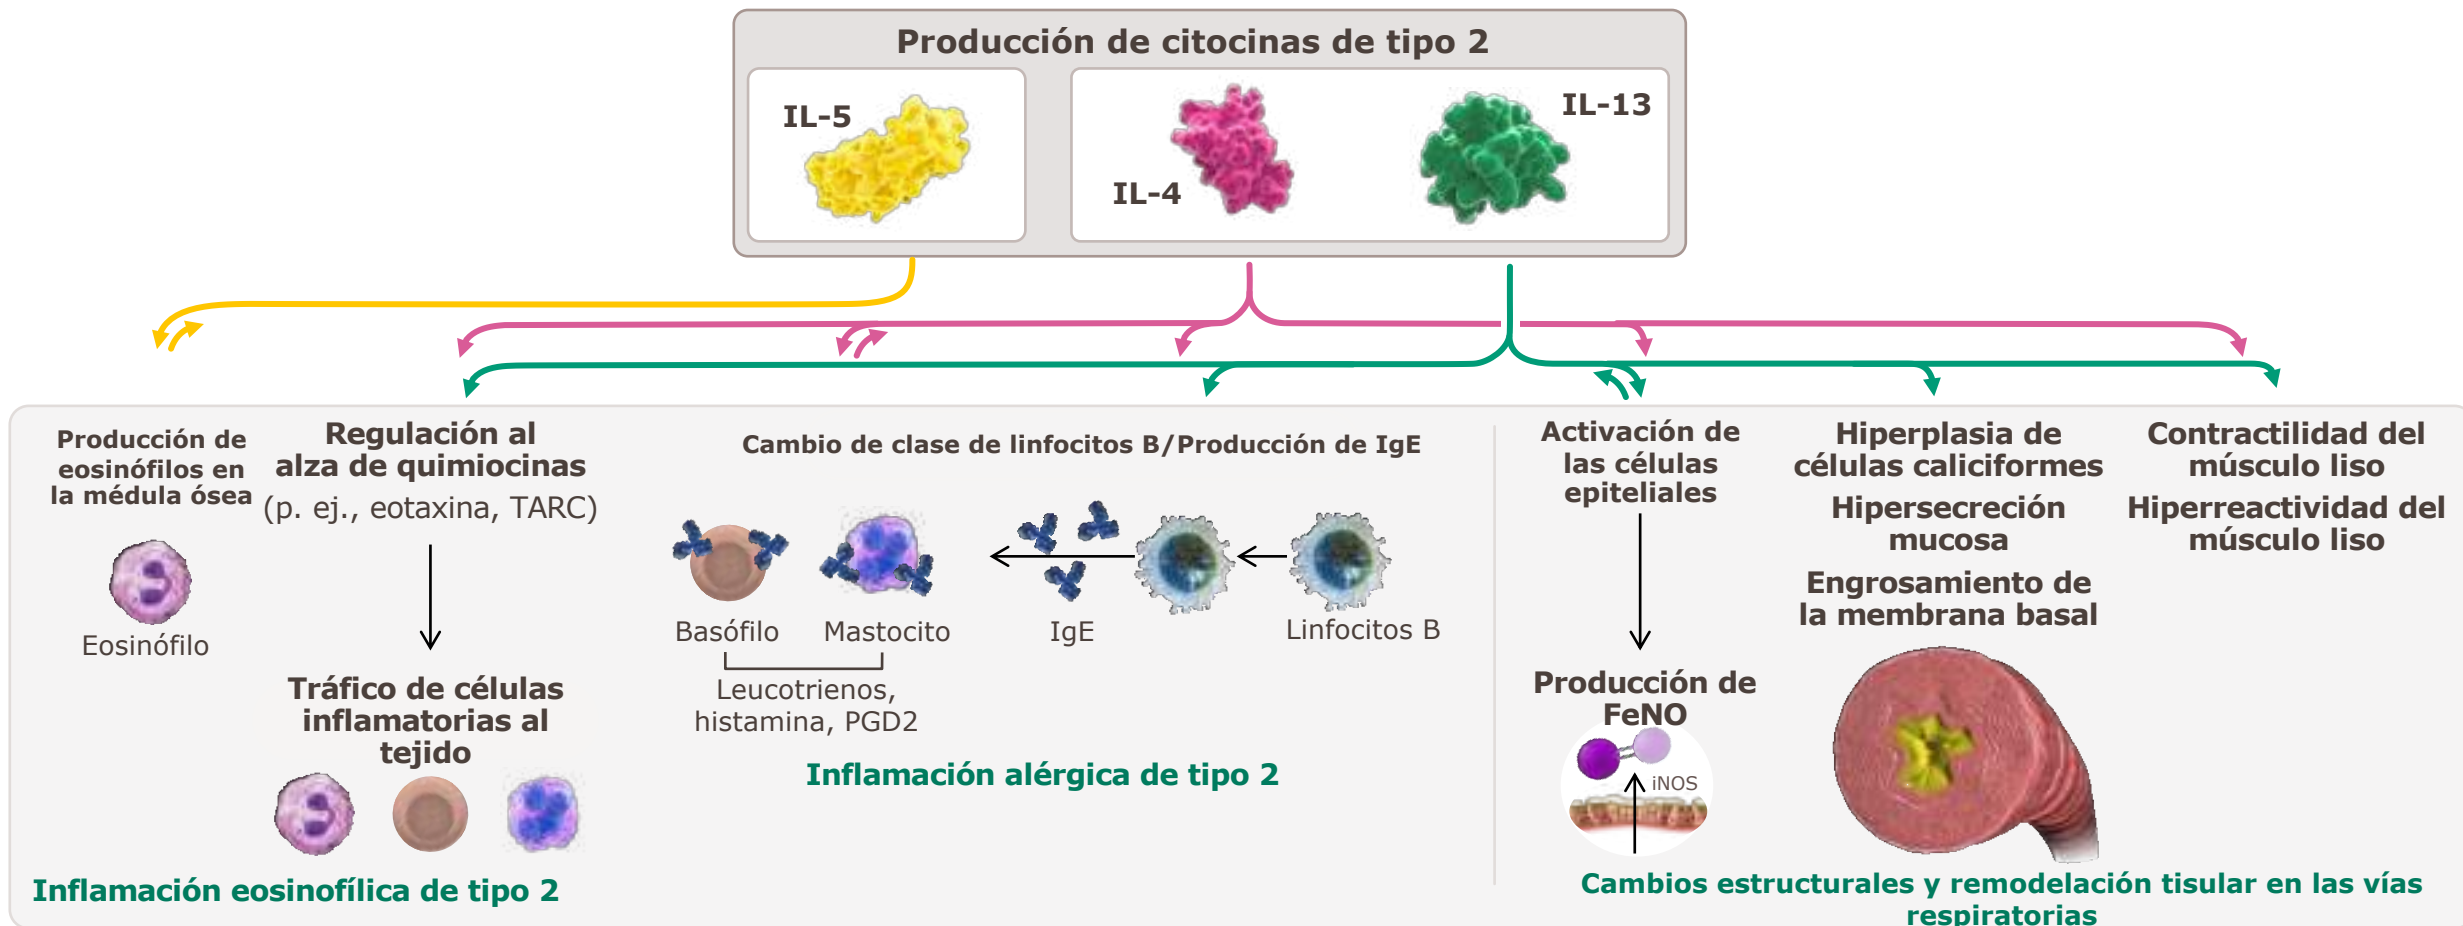 Producción de citocinas de tipo 2
IL-5
IL-4
IL-13
Producción de
eosinófilos en
la médula ósea
Eosinófilo
Regulación al
alza de quimiocinas
(p. ej., eotaxina, TARC)
Tráfico de células
inflamatorias al
tejido
Inflamación eosinofílica de tipo 2
Cambio de clase de linfocitos B/Producción de IgE
Basófilo
Mastocito
IgE
Linfocitos B
Leucotrienos,
histamina, PGD2
Inflamación alérgica de tipo 2
Activación de
las células
epiteliales
Producción de
FeNO
iNOS
Hiperplasia de
células caliciformes
Hipersecreción
mucosa
Engrosamiento de
la membrana basal
Contractilidad del
músculo liso
Hiperreactividad del
músculo liso
Cambios estructurales y remodelación tisular en las vías
respiratorias